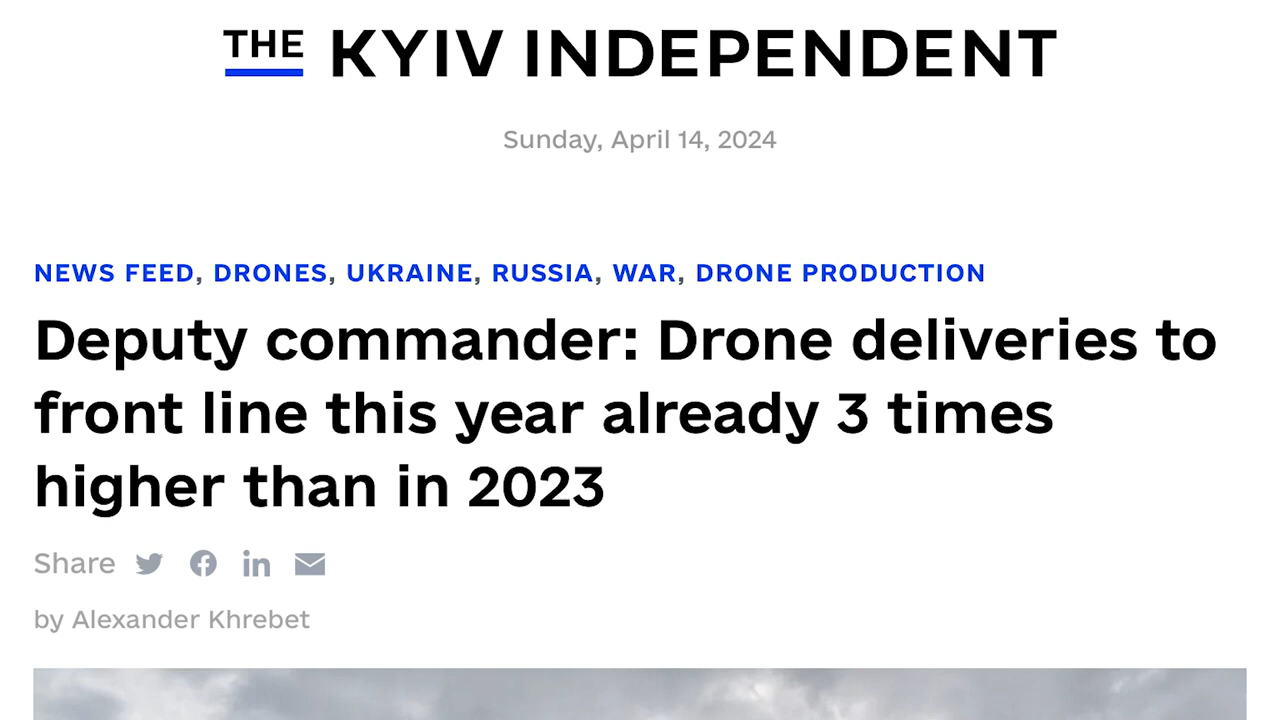 THE KYIV INDEPENDENT
Sunday, April 14, 2024
NEWS FEED, DRONES, UKRAINE, RUSSIA, WAR, DRONE PRODUCTION
Deputy commander: Drone deliveries to
front line this year already 3 times
higher than in 2023
Share
by Alexander Khrebet